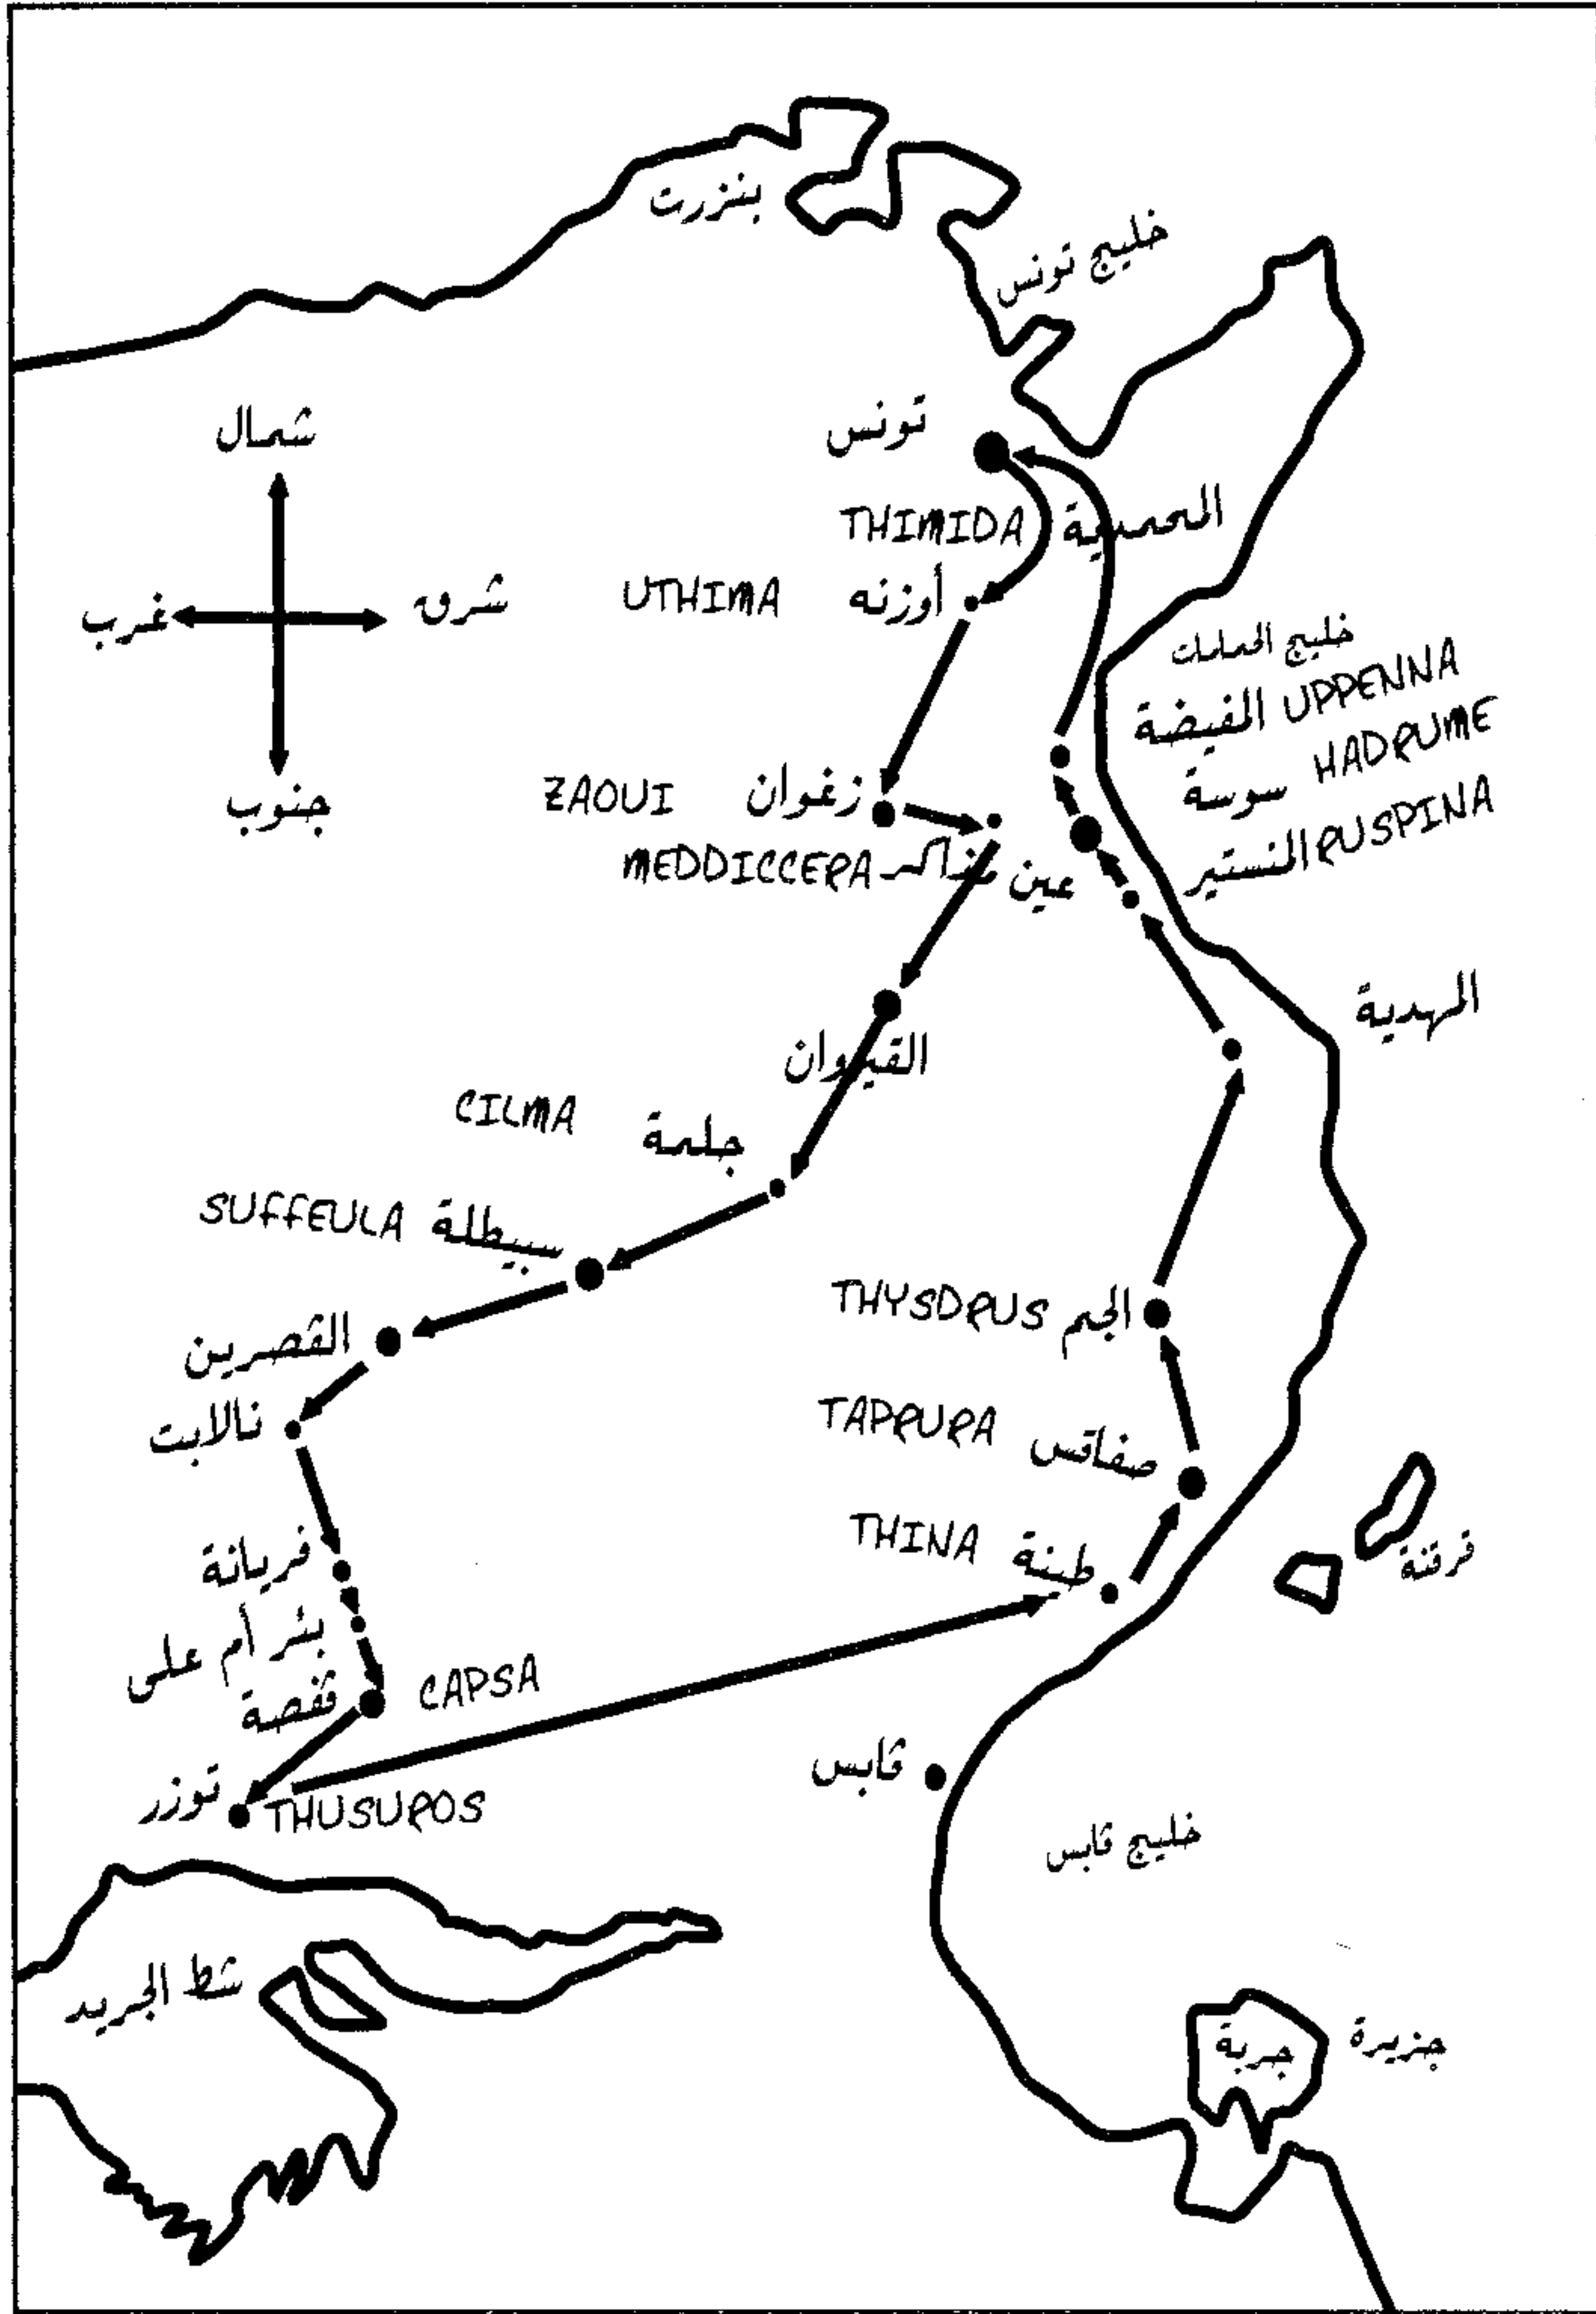 بنزرت
خليج تونس
تونس
شمال
THIMIDA المحمدية
UTHIMA أوزنه
شرق
غرب
خليج الحمامات
المفيضة UPPENNA
سوسة HADRUME
المنستير RUSPINA
ZAOUI زغوان
جنوب
MEDDICCERA عين مذاكر
المهدية
القيروان
CILMA جلمة
SUFFEULA سبيطلة
THYSDRUS الجم
القصرين
تالابت
TAPRURA صفاقس
THINA طينة
قرقنة
فريانة
بئر أم على
قفصة CAPSA
قابس
توزر THUSUROS
خليج قابس
شط الجريد
جزيرة
جربة